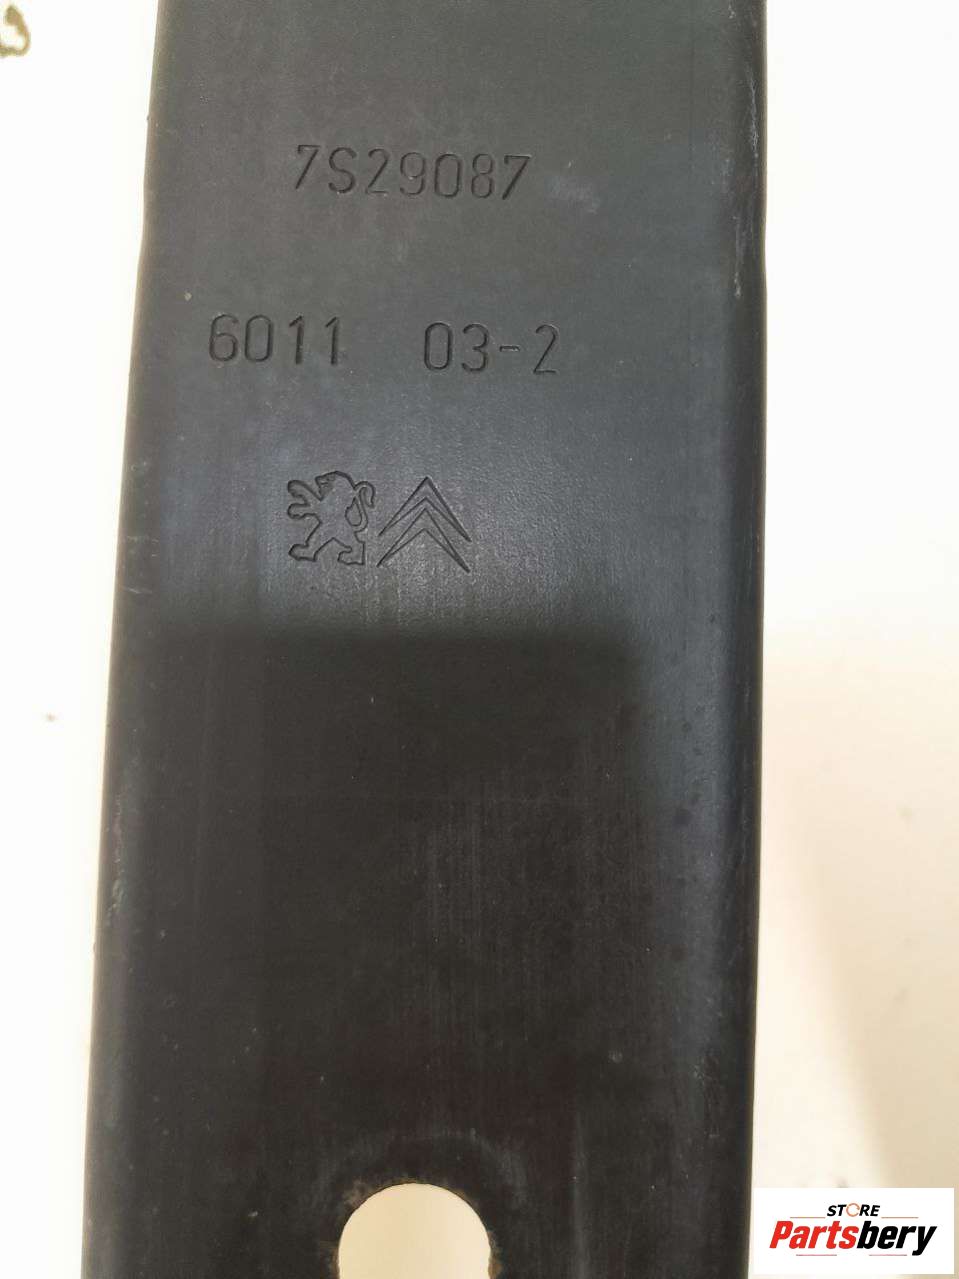 7S29087
6011 03-2
STORE
Partsbery